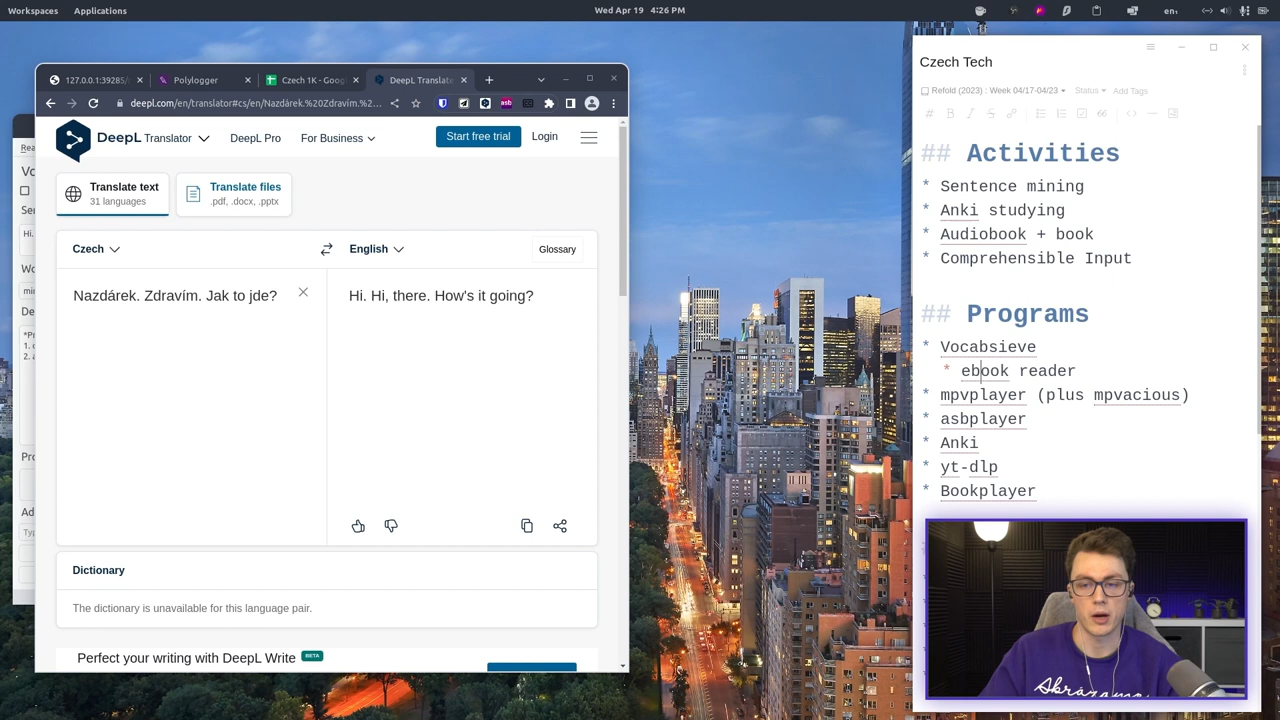 Workspaces Applications Wed Apr 19 4:26 PM
127.0.0.1:39285/ Polylogger Czech 1K - Goog DeepL Translate
deepl.com/en/translator#cs/en/Nazdárek.%20
DeepL Translator DeepL Pro For Business Start free trial Login
Translate text
31 languages
Translate files
.pdf, .docx, .pptx
Czech English Glossary
Nazdárek. Zdravím. Jak to jde?
Hi. Hi, there. How's it going?
Dictionary
The dictionary is unavailable for this language pair.
Perfect your writing with DeepL Write BETA
Rea
Hi.
1.
2.
Czech Tech
Refold (2023) : Week 04/17-04/23 Status Add Tags
## Activities
* Sentence mining
* Anki studying
* Audiobook + book
* Comprehensible Input
## Programs
* Vocabsieve
* ebook reader
* mpvplayer (plus mpvacious)
* asbplayer
* Anki
* yt-dlp
* Bookplayer